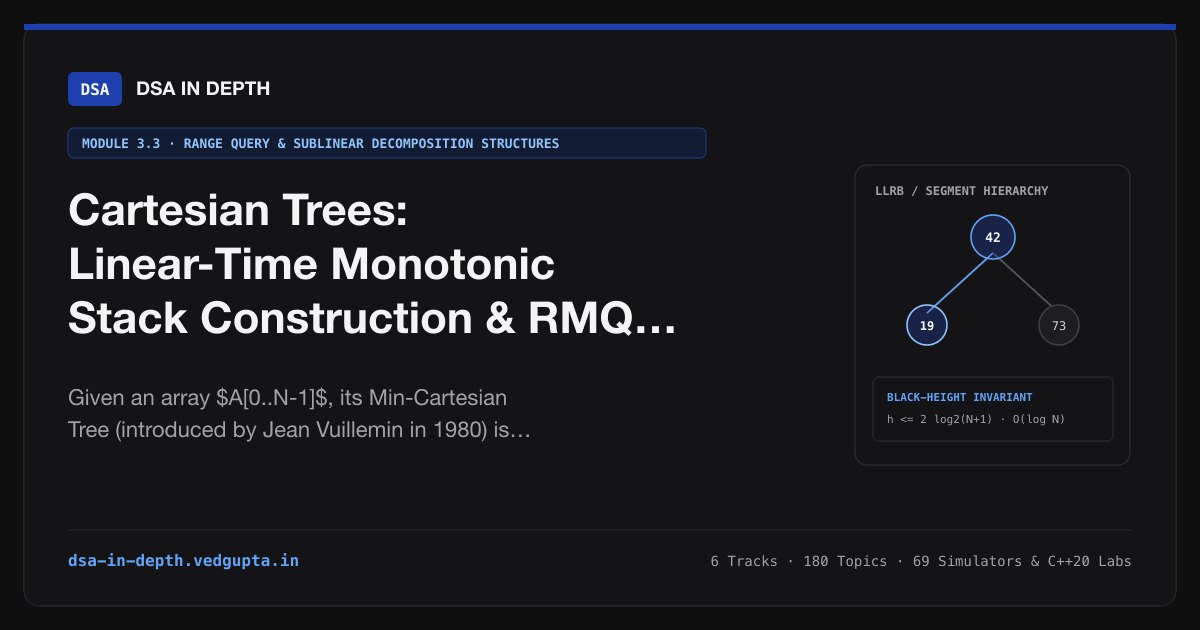 DSA
DSA IN DEPTH
MODULE 3.3 · RANGE QUERY & SUBLINEAR DECOMPOSITION STRUCTURES
Cartesian Trees:
Linear-Time Monotonic
Stack Construction & RMQ...
Given an array $A[0..N-1]$, its Min-Cartesian
Tree (introduced by Jean Vuillemin in 1980) is...
LLRB / SEGMENT HIERARCHY
42
19
73
BLACK-HEIGHT INVARIANT
h <= 2 log2(N+1) · O(log N)
dsa-in-depth.vedgupta.in
6 Tracks · 180 Topics · 69 Simulators & C++20 Labs